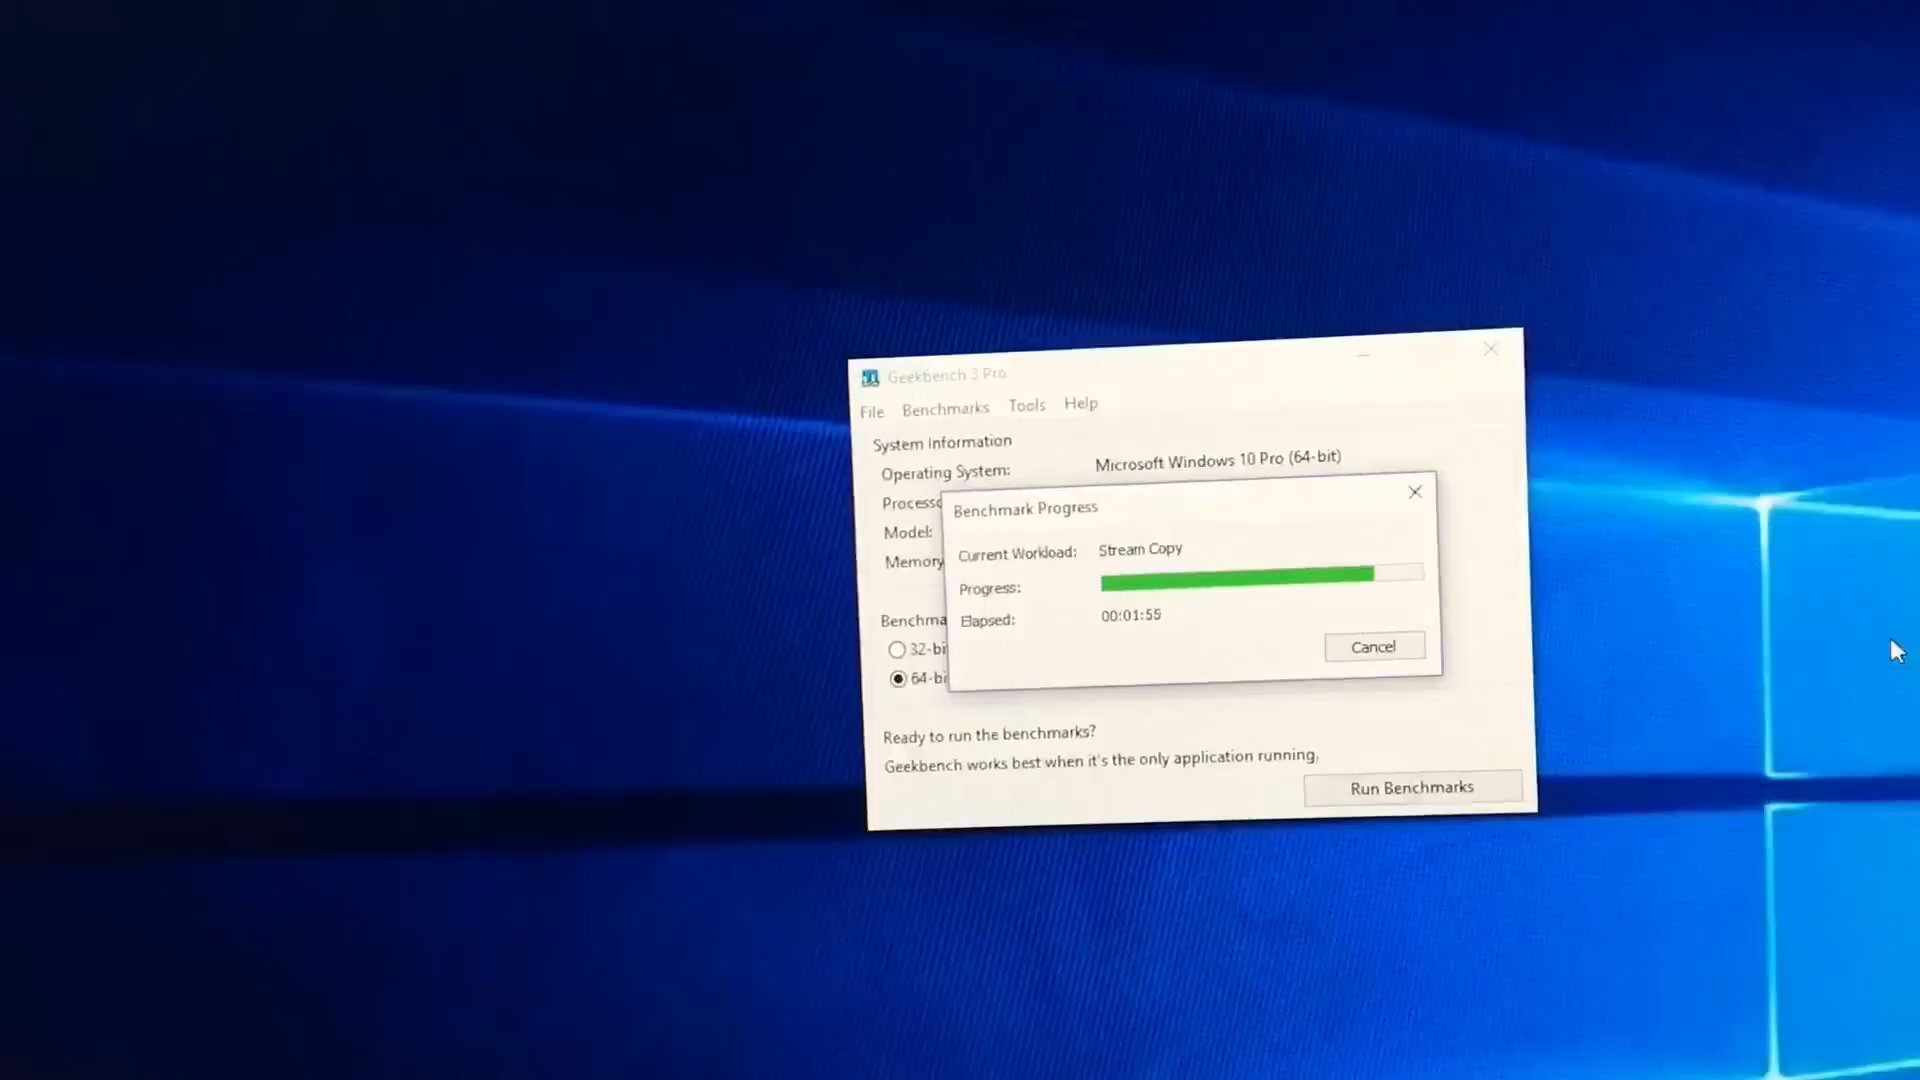 Geekbench 3 Pro
File Benchmarks Tools Help
System Information
Operating System: Microsoft Windows 10 Pro (64-bit)
Processo
Model:
Memory
Benchmark Progress
Current Workload: Stream Copy
Progress:
Elapsed: 00:01:55
Cancel
Benchma
32-bi
64-bi
Ready to run the benchmarks?
Geekbench works best when it's the only application running.
Run Benchmarks